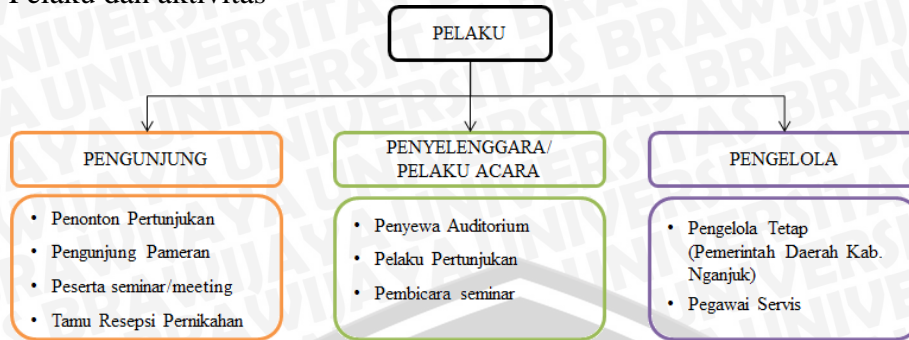 Pelaku dan aktivitas
PELAKU
PENGUNJUNG
• Penonton Pertunjukan
• Pengunjung Pameran
• Peserta seminar/meeting
• Tamu Resepsi Pernikahan
PENYELENGGARA/
PELAKU ACARA
• Penyewa Auditorium
• Pelaku Pertunjukan
• Pembicara seminar
PENGELOLA
• Pengelola Tetap
(Pemerintah Daerah Kab.
Nganjuk)
• Pegawai Servis